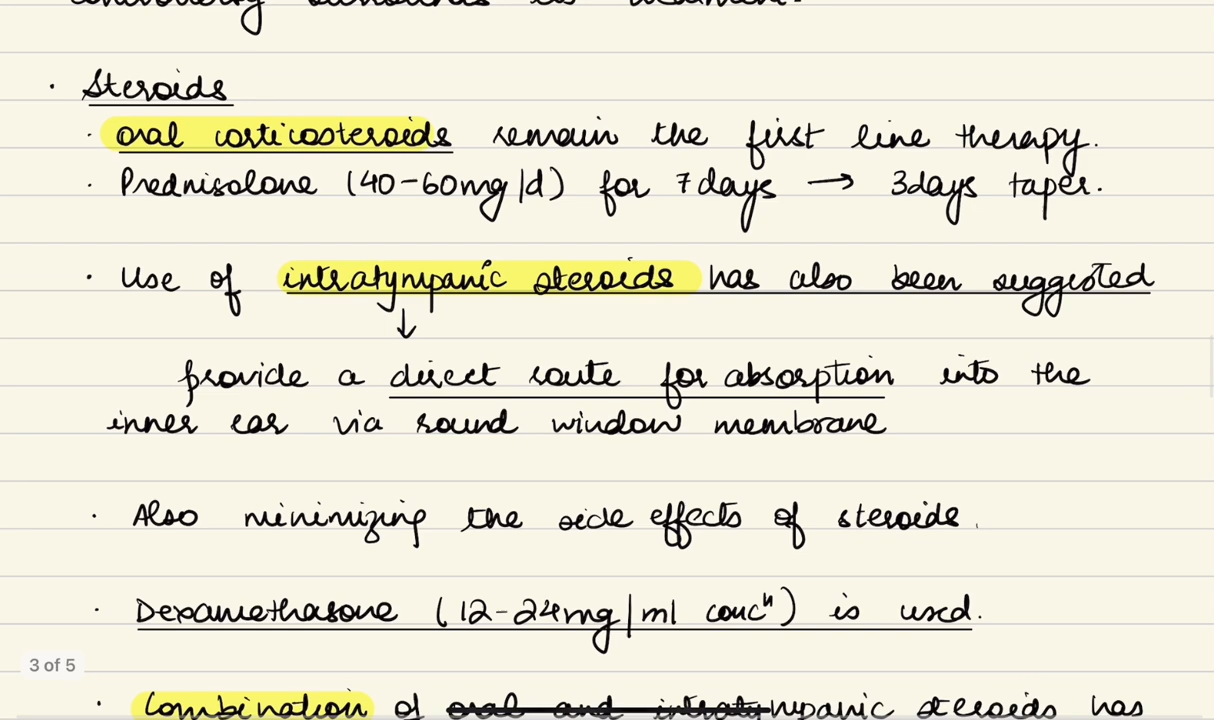 · Steroids
· oral corticosteroids remain the first line therapy.
· Prednisolone (40-60mg/d) for 7days → 3days taper.
· Use of intratympanic steroids has also been suggested
↓
provide a direct route for absorption into the
inner ear via round window membrane
· Also minimizing the side effects of steroids.
· Dexamethasone (12-24mg/ml concⁿ) is used.
3 of 5
· Combination of oral and intratympanic steroids has